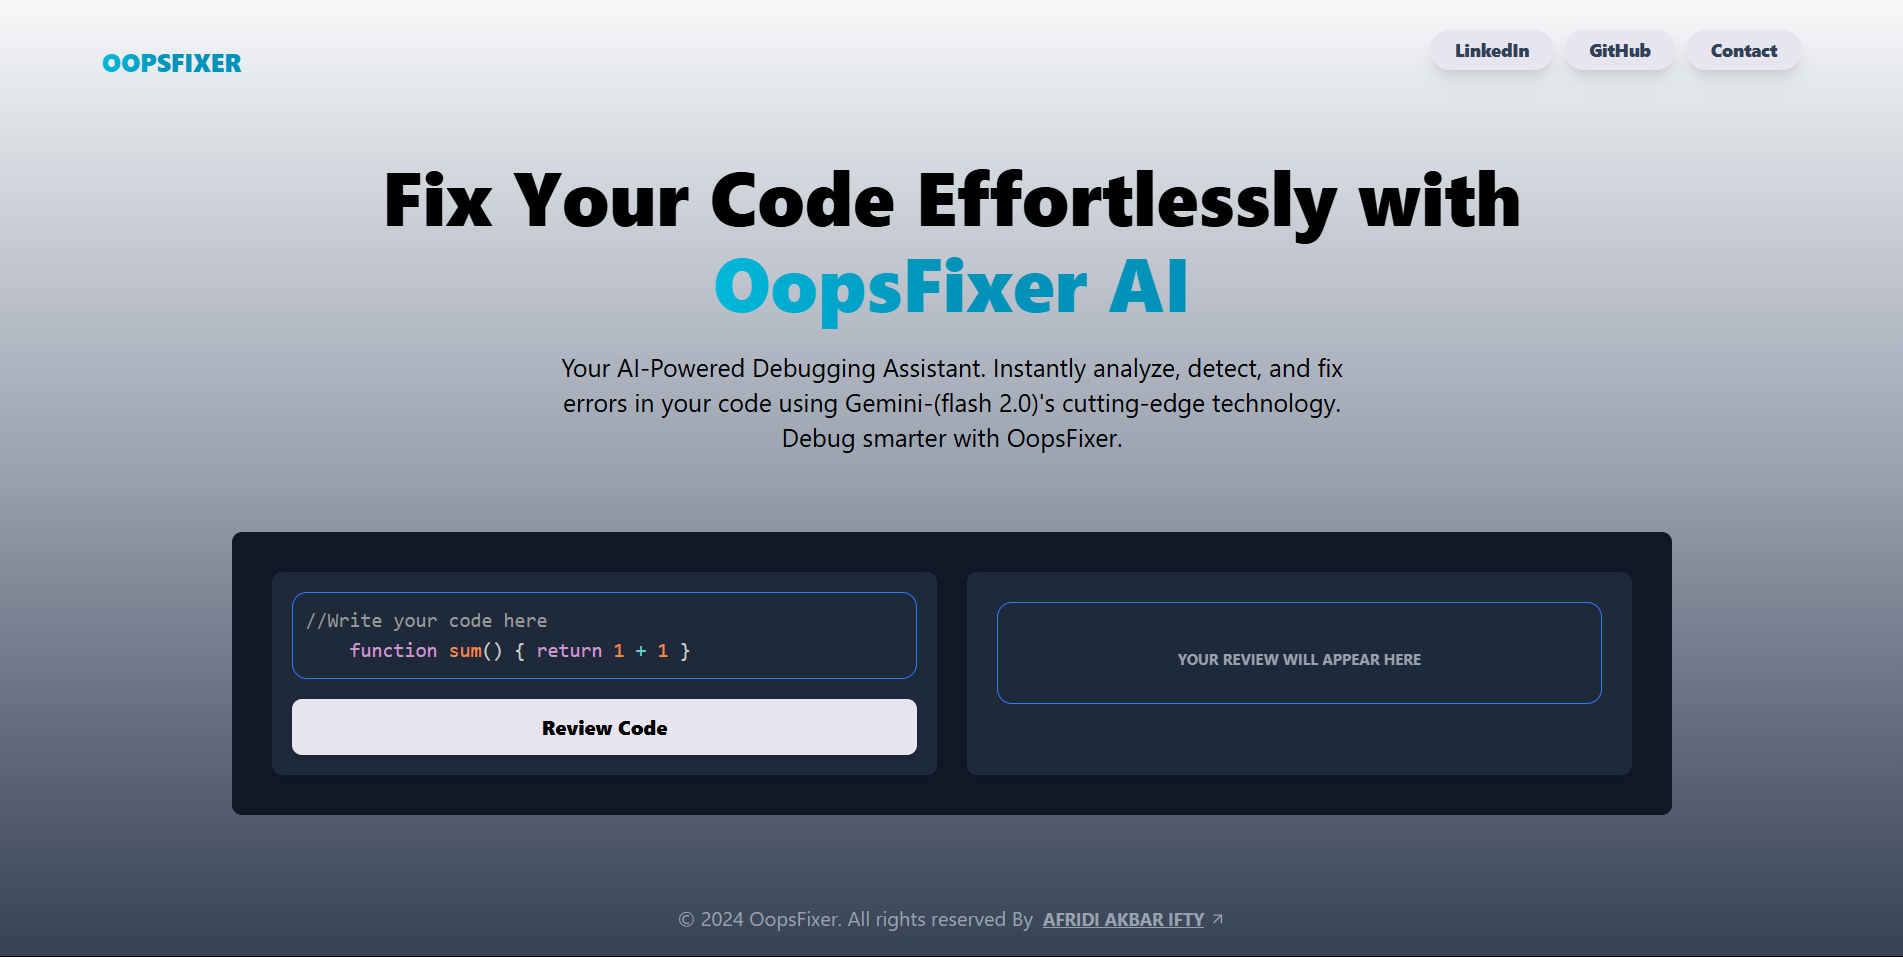 OOPSFIXER
LinkedIn GitHub Contact
Fix Your Code Effortlessly with
OopsFixer AI
Your AI-Powered Debugging Assistant. Instantly analyze, detect, and fix
errors in your code using Gemini-(flash 2.0)'s cutting-edge technology.
Debug smarter with OopsFixer.
//Write your code here
    function sum() { return 1 + 1 }
Review Code
YOUR REVIEW WILL APPEAR HERE
© 2024 OopsFixer. All rights reserved By AFRIDI AKBAR IFTY ↗